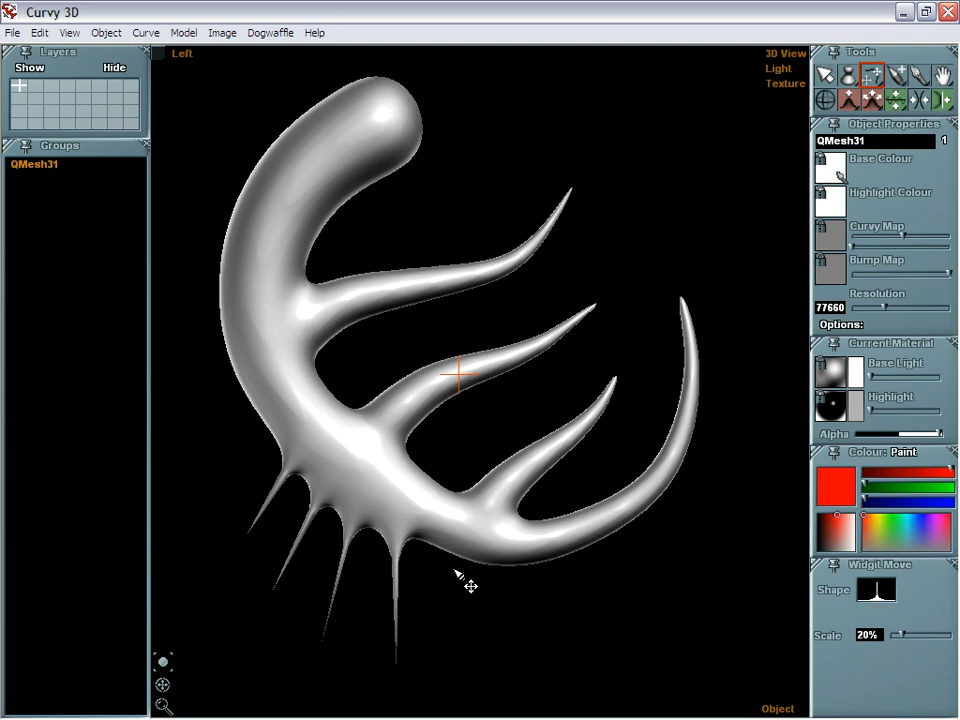 Curvy 3D
File Edit View Object Curve Model Image Dogwaffle Help
Layers
Show Hide
Groups
QMesh31
Left
3D View
Light
Texture
Object
Tools
Object Properties
QMesh31 1
Base Colour
Highlight Colour
Curvy Map
Bump Map
Resolution
77660
Options:
Current Material
Base Light
Highlight
Alpha
Colour: Paint
Widgit Move
Shape
Scale 20%